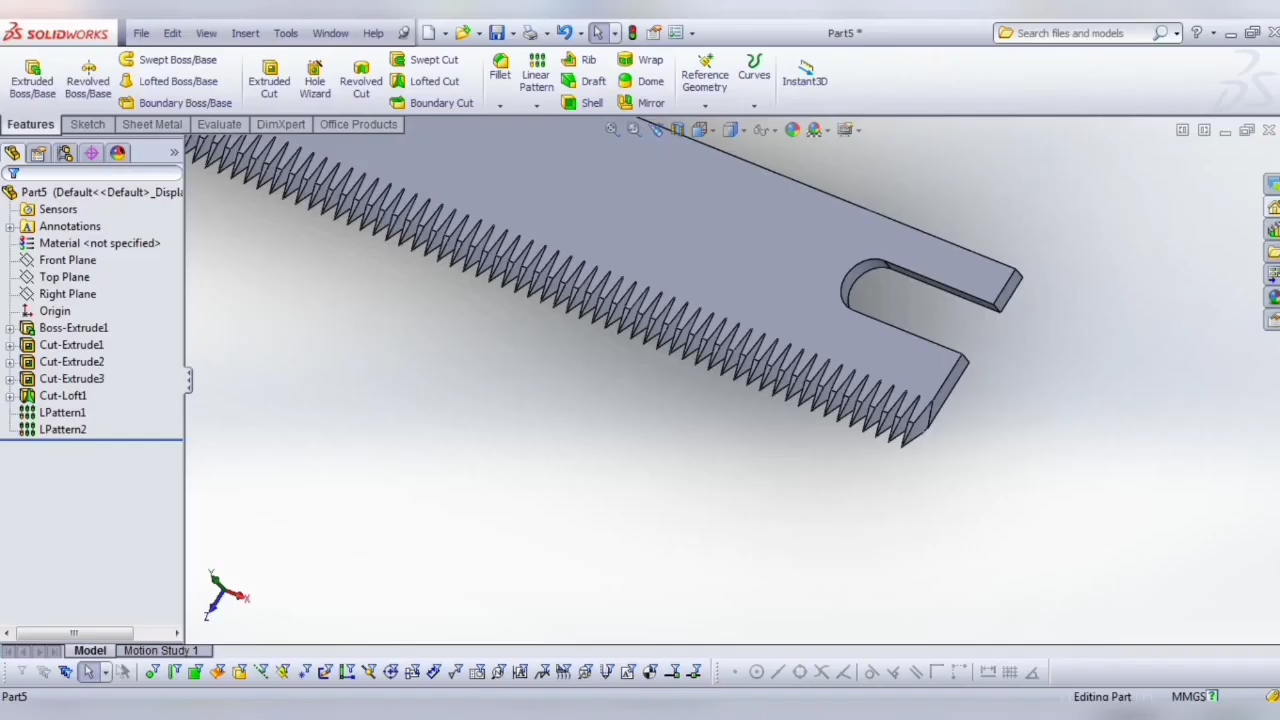 SOLIDWORKS File Edit View Insert Tools Window Help Part5 * Search files and models
Extruded Boss/Base
Revolved Boss/Base
Swept Boss/Base
Lofted Boss/Base
Boundary Boss/Base
Extruded Cut
Hole Wizard
Revolved Cut
Swept Cut
Lofted Cut
Boundary Cut
Fillet
Linear Pattern
Rib
Draft
Shell
Wrap
Dome
Mirror
Reference Geometry
Curves
Instant3D
Features Sketch Sheet Metal Evaluate DimXpert Office Products
Part5 (Default<<Default>_Displa
Sensors
Annotations
Material <not specified>
Front Plane
Top Plane
Right Plane
Origin
Boss-Extrude1
Cut-Extrude1
Cut-Extrude2
Cut-Extrude3
Cut-Loft1
LPattern1
LPattern2
Y
X
Z
Model Motion Study 1
Part5 Editing Part MMGS